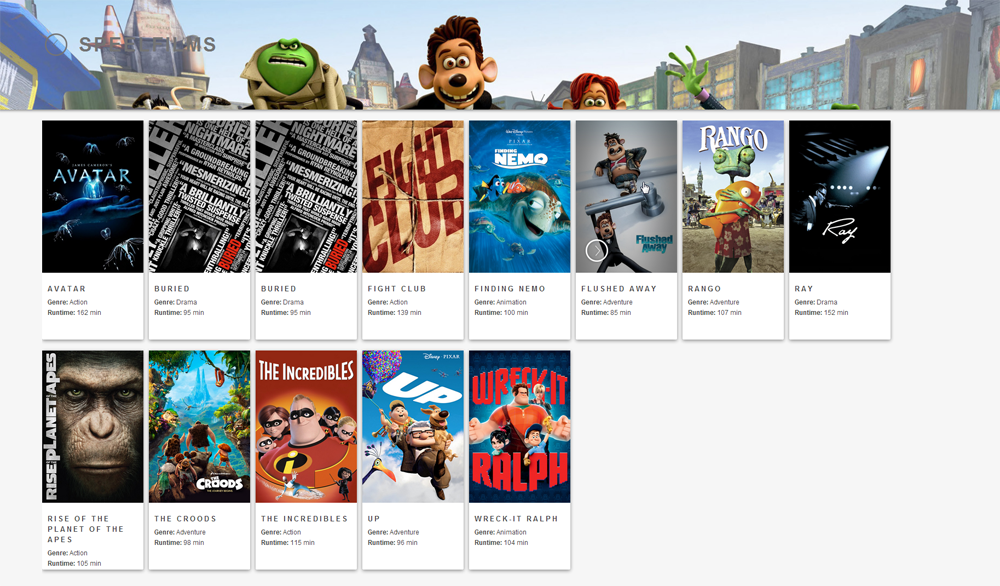 SPEEDFILMS
JAMES CAMERON'S
AVATAR
AVATAR
Genre: Action
Runtime: 162 min
NIGHTMARE
"A GROUNDBREAKING
"MESMERIZING!"
"A BRILLIANTLY
TWISTED SUSPENSE
BURIED
BURIED
Genre: Drama
Runtime: 95 min
NIGHTMARE
"A GROUNDBREAKING
"MESMERIZING!"
"A BRILLIANTLY
TWISTED SUSPENSE
BURIED
BURIED
Genre: Drama
Runtime: 95 min
FIGHT
CLUB
FIGHT CLUB
Genre: Action
Runtime: 139 min
PIXAR
FINDING
NEMO
FINDING NEMO
Genre: Animation
Runtime: 100 min
Flushed
Away
FLUSHED AWAY
Genre: Adventure
Runtime: 85 min
RANGO
RANGO
Genre: Adventure
Runtime: 107 min
Ray
RAY
Genre: Drama
Runtime: 152 min
RISE OF THE PLANET OF THE APES
RISE OF THE
PLANET OF THE
APES
Genre: Action
Runtime: 105 min
THE
CROODS
THE CROODS
Genre: Adventure
Runtime: 98 min
THE INCREDIBLES
THE INCREDIBLES
Genre: Action
Runtime: 115 min
Disney PIXAR
UP
UP
Genre: Adventure
Runtime: 96 min
WRECK-IT
RALPH
WRECK-IT RALPH
Genre: Animation
Runtime: 104 min